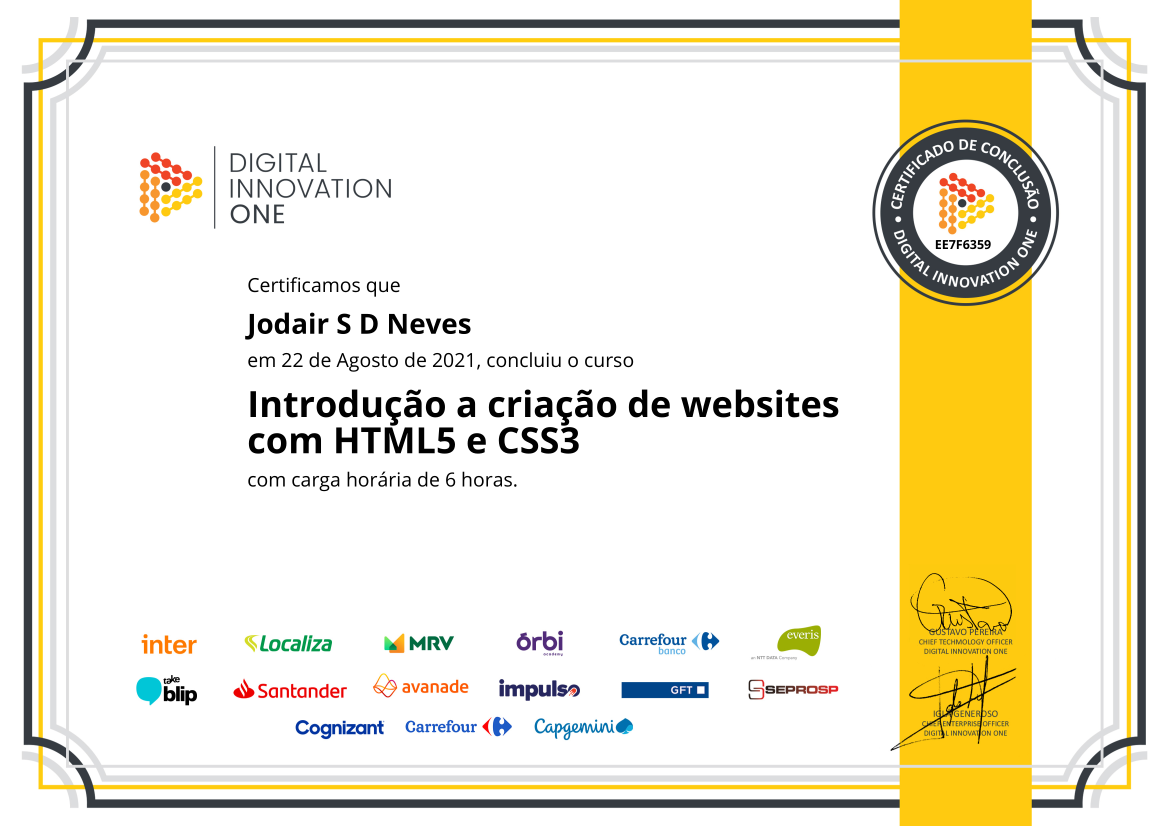 DIGITAL
INNOVATION
ONE
CERTIFICADO DE CONCLUSÃO
EE7F6359
DIGITAL INNOVATION ONE
Certificamos que
Jodair S D Neves
em 22 de Agosto de 2021, concluiu o curso
Introdução a criação de websites
com HTML5 e CSS3
com carga horária de 6 horas.
inter
Localiza
MRV
órbi
academy
Carrefour
banco
everis
an NTT DATA Company
take
blip
Santander
avanade
impulso
GFT
SEPROSP
Cognizant
Carrefour
Capgemini
Gustavo
GUSTAVO PEREIRA
CHIEF TECHNOLOGY OFFICER
DIGITAL INNOVATION ONE
GENEROSO
CHIEF ENTERPRISE OFFICER
DIGITAL INNOVATION ONE